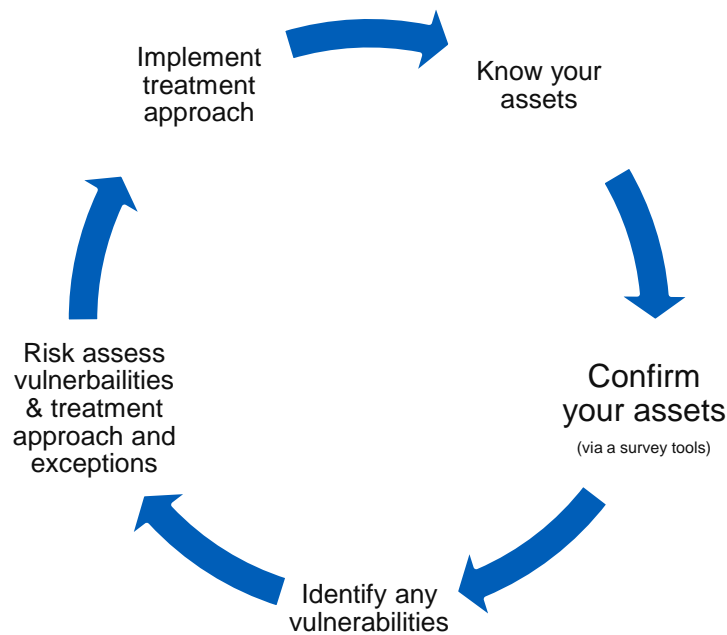 Implement
treatment
approach
Know your
assets
Confirm
your assets
(via a survey tools)
Identify any
vulnerabilities
Risk assess
vulnerbailities
& treatment
approach and
exceptions